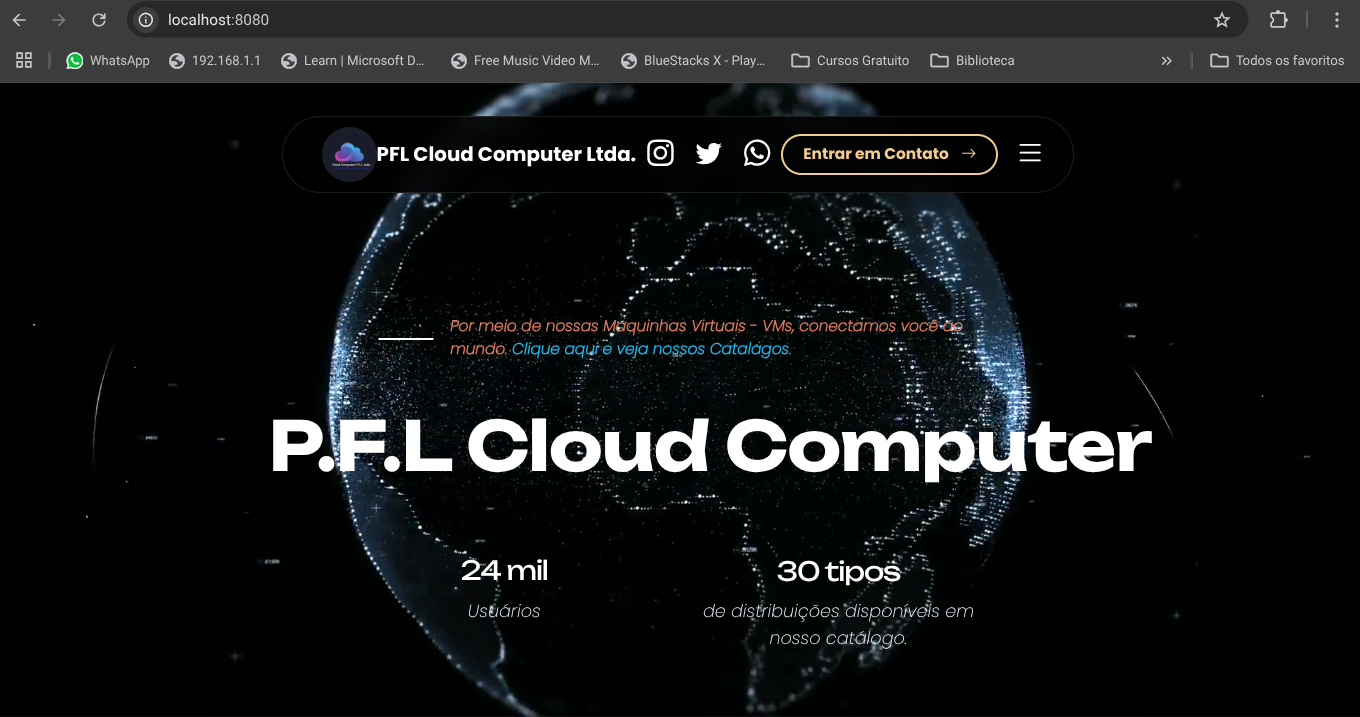 localhost:8080
WhatsApp
192.168.1.1
Learn | Microsoft D...
Free Music Video M...
BlueStacks X - Play...
Cursos Gratuito
Biblioteca
Todos os favoritos
PFL Cloud Computer Ltda.
Entrar em Contato
Por meio de nossas Maquinhas Virtuais - VMs, conectamos você ao
mundo. Clique aqui e veja nossos Catalagos.
P.F.L Cloud Computer
24 mil
Usuários
30 tipos
de distribuições disponíveis em
nosso catálogo.